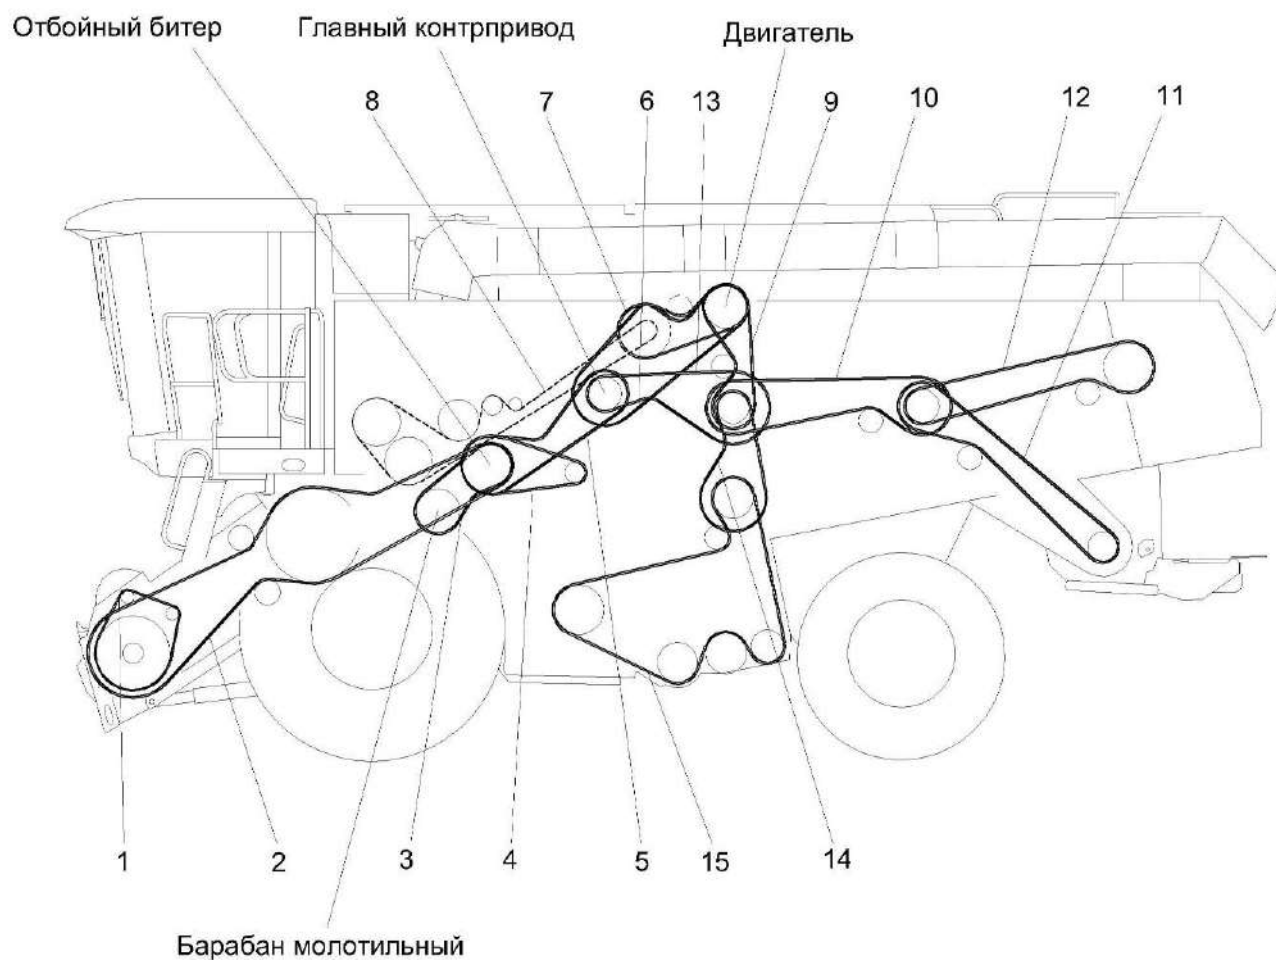 Отбойный битер Главный контрпривод Двигатель
8 7 6 13 9 10 12 11
1 2 3 4 5 15 14
Барабан молотильный